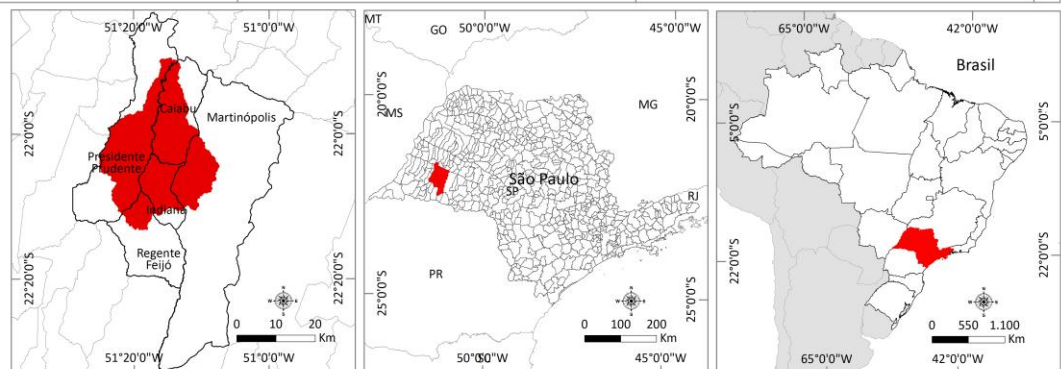 51°20'0"W
51°0'0"W
22°0'0"S
22°20'0"S
Caiabu
Martinópolis
Presidente
Prudente
Indiana
Regente
Feijó
22°0'0"S
22°20'0"S
0 10 20
Km
51°20'0"W
51°0'0"W
MT
GO
50°0'0"W
45°0'0"W
20°0'0"S
MS
MG
20°0'0"S
São Paulo
SP
RJ
PR
25°0'0"S
25°0'0"S
0 100 200
Km
45°0'0"W
65°0'0"W
42°0'0"W
Brasil
5°0'0"S
5°0'0"S
22°0'0"S
22°0'0"S
0 550 1.100
Km
65°0'0"W
42°0'0"W